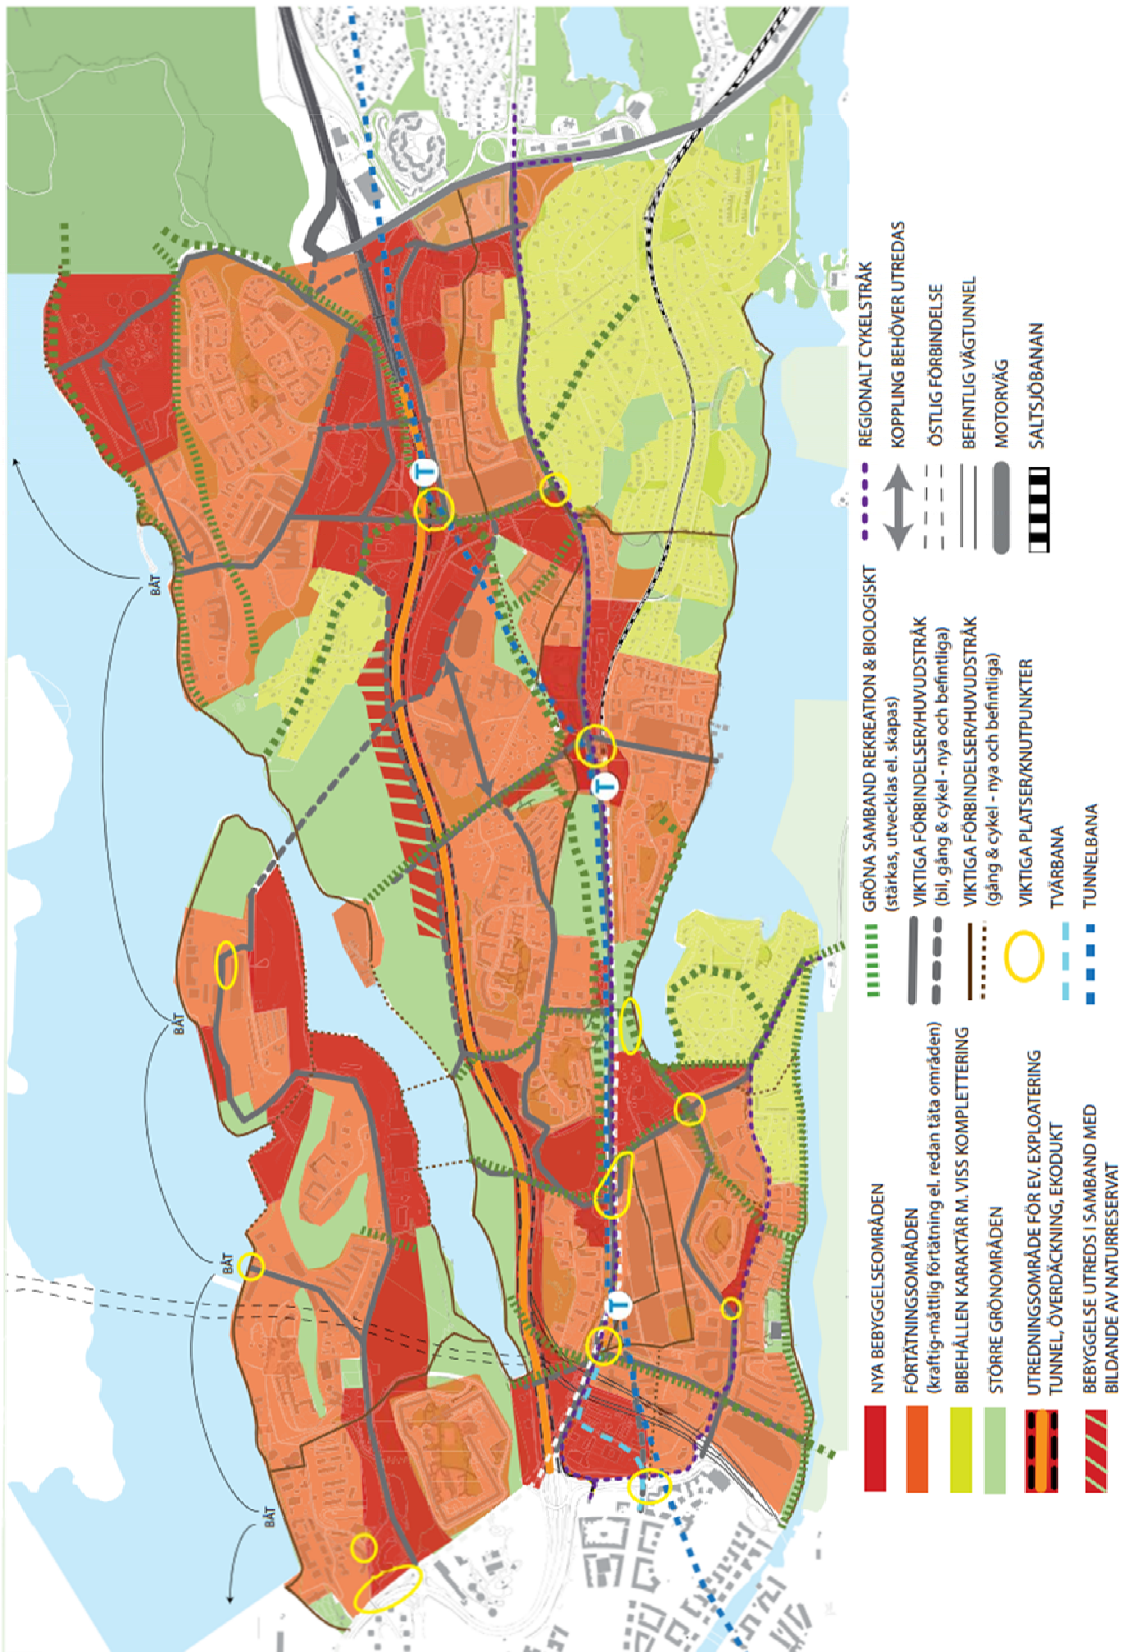 BÅT
BÅT
BÅT
BÅT
T
T
T
NYA BEBYGGELSEOMRÅDEN
FÖRTÄTNINGSOMRÅDEN
(kraftig-måttlig förtätning el. redan täta områden)
BIBEHÅLLEN KARAKTÄR M. VISS KOMPLETTERING
STÖRRE GRÖNOMRÅDEN
UTREDNINGSOMRÅDE FÖR EV. EXPLOATERING
TUNNEL, ÖVERDÄCKNING, EKODUKT
BEBYGGELSE UTREDS I SAMBAND MED
BILDANDE AV NATURRESERVAT
GRÖNA SAMBAND REKREATION & BIOLOGISKT
(stärkas, utvecklas el. skapas)
VIKTIGA FÖRBINDELSER/HUVUDSTRÅK
(bil, gång & cykel - nya och befintliga)
VIKTIGA FÖRBINDELSER/HUVUDSTRÅK
(gång & cykel - nya och befintliga)
VIKTIGA PLATSER/KNUTPUNKTER
TVÄRBANA
TUNNELBANA
REGIONALT CYKELSTRÅK
KOPPLING BEHÖVER UTREDAS
ÖSTLIG FÖRBINDELSE
BEFINTLIG VÄGTUNNEL
MOTORVÄG
SALTSJÖBANAN